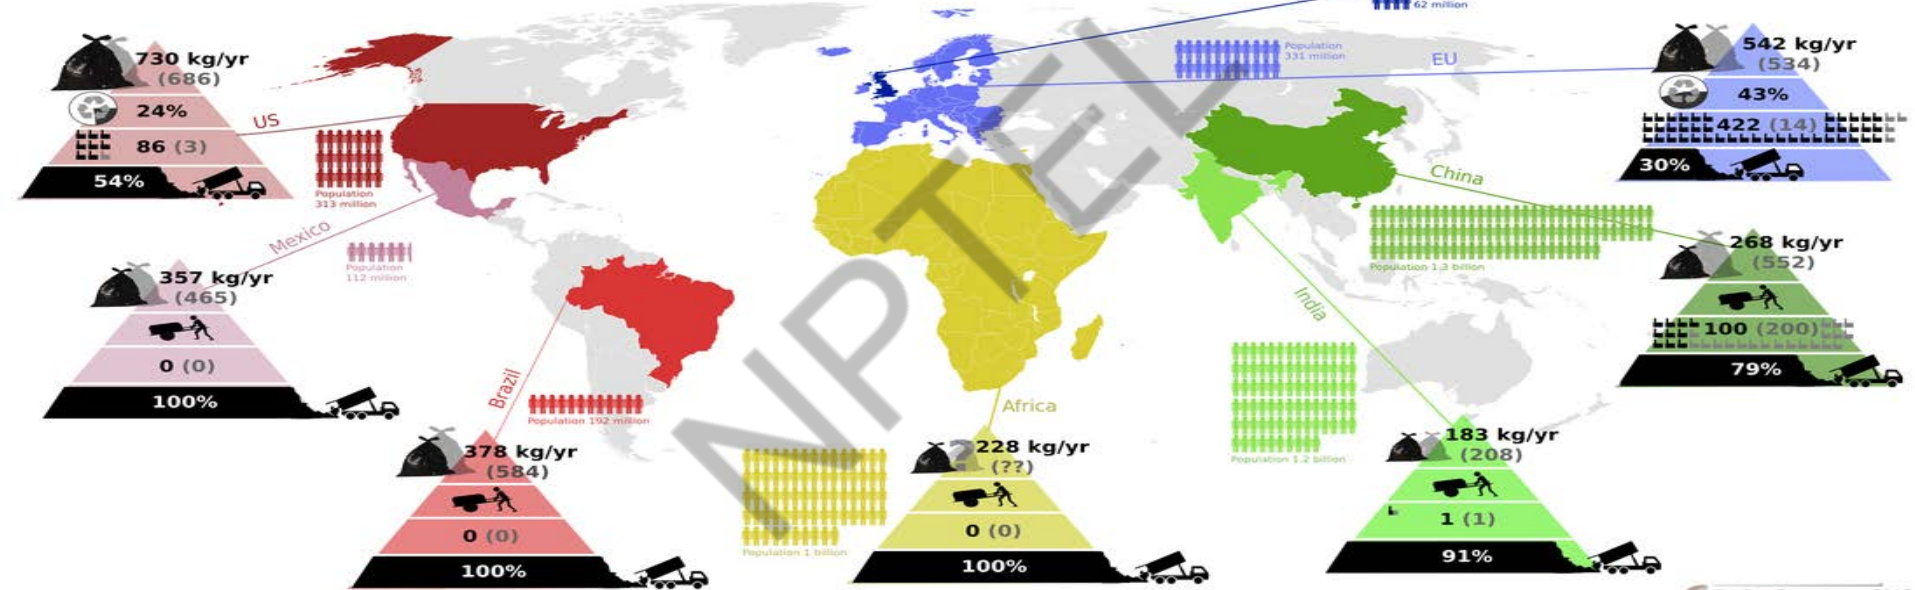 62 million
730 kg/yr
(686)
24%
86 (3)
54%
US
Population
313 million
Population
331 million
EU
542 kg/yr
(534)
43%
422 (14)
30%
Mexico
Population
112 million
357 kg/yr
(465)
0 (0)
100%
China
Population 1.3 billion
268 kg/yr
(552)
100 (200)
79%
Brazil
Population 192 million
378 kg/yr
(584)
0 (0)
100%
Africa
Population 1 billion
228 kg/yr
(??)
?
0 (0)
100%
India
Population 1.2 billion
183 kg/yr
(208)
1 (1)
91%
NPTEL